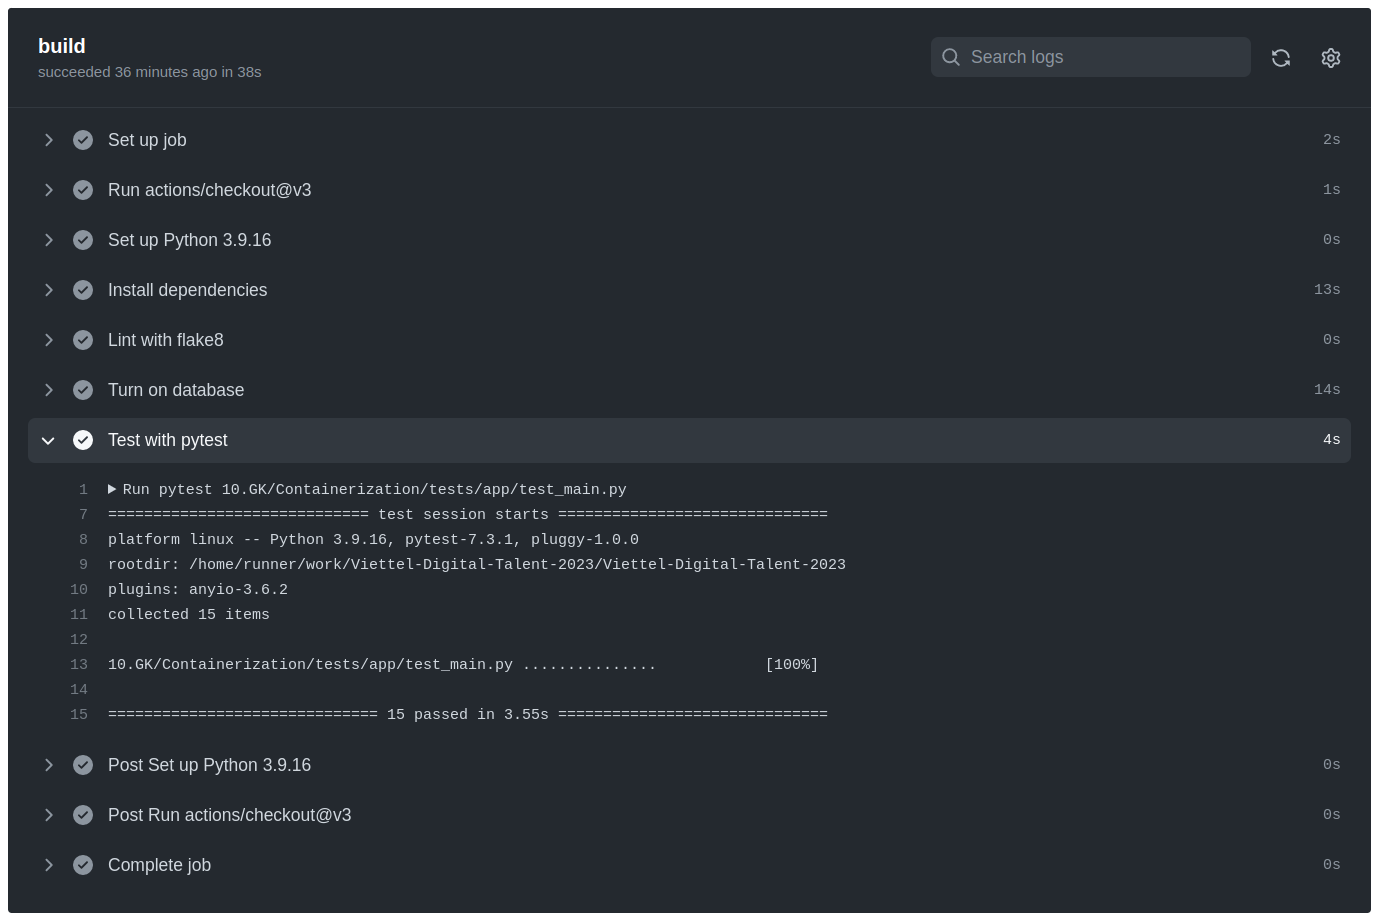 build
succeeded 36 minutes ago in 38s
Search logs
Set up job 2s
Run actions/checkout@v3 1s
Set up Python 3.9.16 0s
Install dependencies 13s
Lint with flake8 0s
Turn on database 14s
Test with pytest 4s
1 Run pytest 10.GK/Containerization/tests/app/test_main.py
7 ============================= test session starts ==============================
8 platform linux -- Python 3.9.16, pytest-7.3.1, pluggy-1.0.0
9 rootdir: /home/runner/work/Viettel-Digital-Talent-2023/Viettel-Digital-Talent-2023
10 plugins: anyio-3.6.2
11 collected 15 items
12
13 10.GK/Containerization/tests/app/test_main.py ...............            [100%]
14
15 ============================== 15 passed in 3.55s ==============================
Post Set up Python 3.9.16 0s
Post Run actions/checkout@v3 0s
Complete job 0s